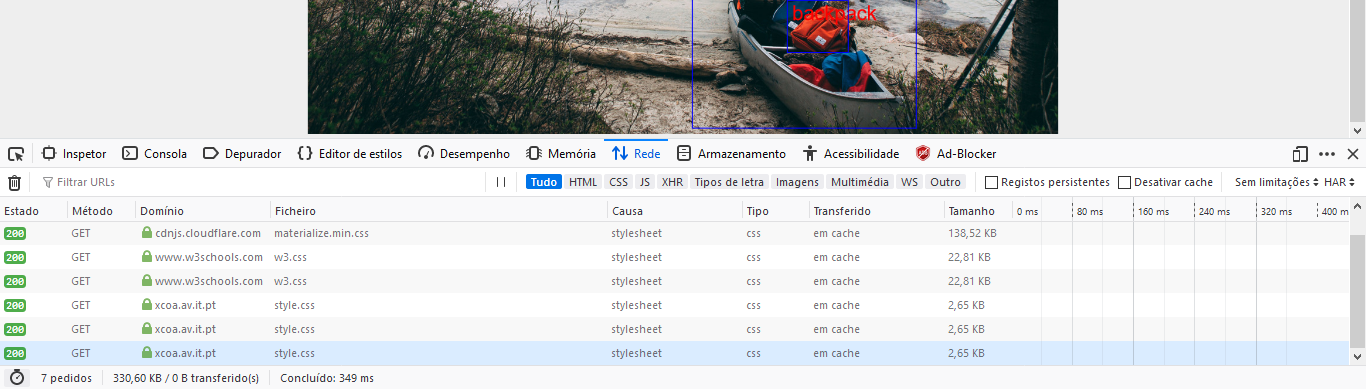 backpack
Inspetor Consola Depurador {} Editor de estilos Desempenho Memória Rede Armazenamento Acessibilidade Ad-Blocker
Filtrar URLs Tudo HTML CSS JS XHR Tipos de letra Imagens Multimédia WS Outro Registos persistentes Desativar cache Sem limitações HAR
Estado Método Domínio Ficheiro Causa Tipo Transferido Tamanho 0 ms 80 ms 160 ms 240 ms 320 ms 400 m
200 GET cdnjs.cloudflare.com materialize.min.css stylesheet css em cache 138,52 KB
200 GET www.w3schools.com w3.css stylesheet css em cache 22,81 KB
200 GET www.w3schools.com w3.css stylesheet css em cache 22,81 KB
200 GET xcoa.av.it.pt style.css stylesheet css em cache 2,65 KB
200 GET xcoa.av.it.pt style.css stylesheet css em cache 2,65 KB
200 GET xcoa.av.it.pt style.css stylesheet css em cache 2,65 KB
7 pedidos 330,60 KB / 0 B transferido(s) Concluído: 349 ms